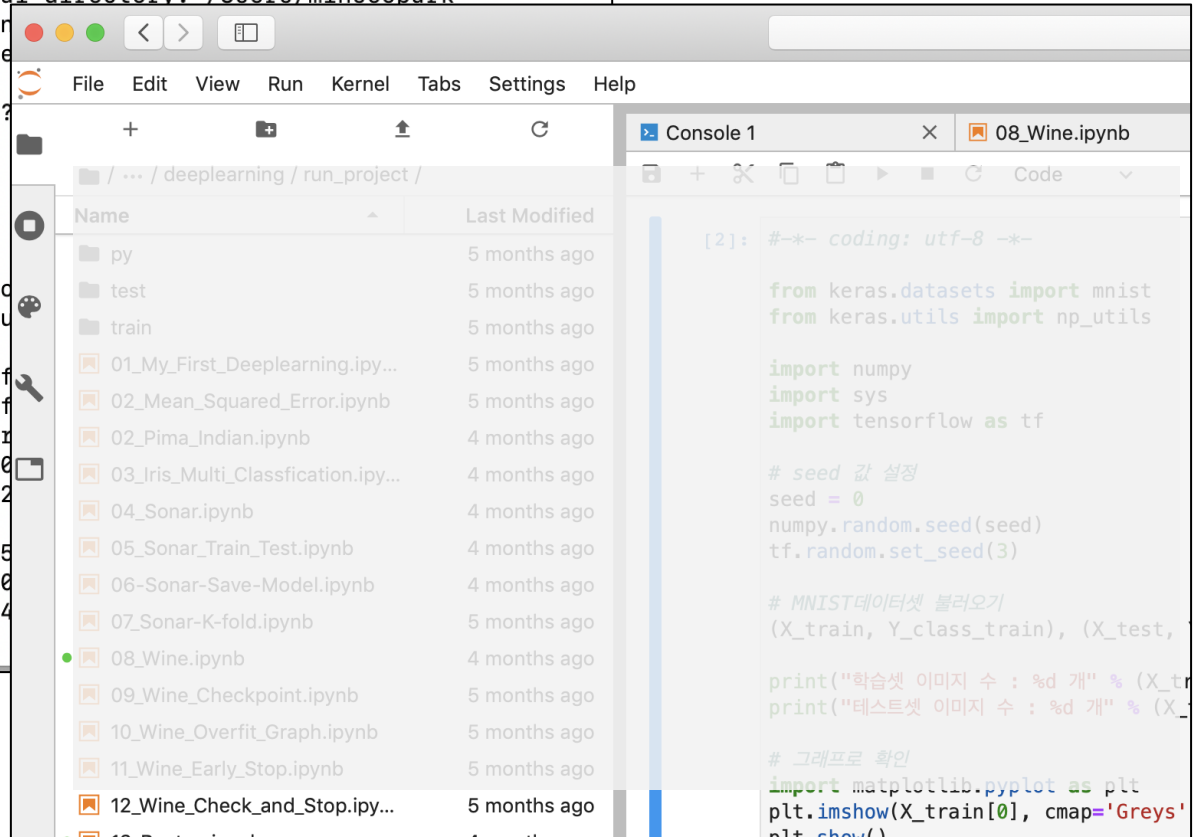 File Edit View Run Kernel Tabs Settings Help
Console 1
08_Wine.ipynb
/ ··· / deeplearning / run_project /
Code
Name Last Modified
py 5 months ago
test 5 months ago
train 5 months ago
01_My_First_Deeplearning.ipy... 5 months ago
02_Mean_Squared_Error.ipynb 5 months ago
02_Pima_Indian.ipynb 4 months ago
03_Iris_Multi_Classfication.ipy... 4 months ago
04_Sonar.ipynb 4 months ago
05_Sonar_Train_Test.ipynb 4 months ago
06-Sonar-Save-Model.ipynb 4 months ago
07_Sonar-K-fold.ipynb 5 months ago
08_Wine.ipynb 4 months ago
09_Wine_Checkpoint.ipynb 5 months ago
10_Wine_Overfit_Graph.ipynb 5 months ago
11_Wine_Early_Stop.ipynb 5 months ago
12_Wine_Check_and_Stop.ipy... 5 months ago
[2]: #-*- coding: utf-8 -*-
from keras.datasets import mnist
from keras.utils import np_utils
import numpy
import sys
import tensorflow as tf
# seed 값 설정
seed = 0
numpy.random.seed(seed)
tf.random.set_seed(3)
# MNIST데이터셋 불러오기
(X_train, Y_class_train), (X_test,
print("학습셋 이미지 수 : %d 개" % (X_tr
print("테스트셋 이미지 수 : %d 개" % (X_
# 그래프로 확인
import matplotlib.pyplot as plt
plt.imshow(X_train[0], cmap='Greys'
plt.show()